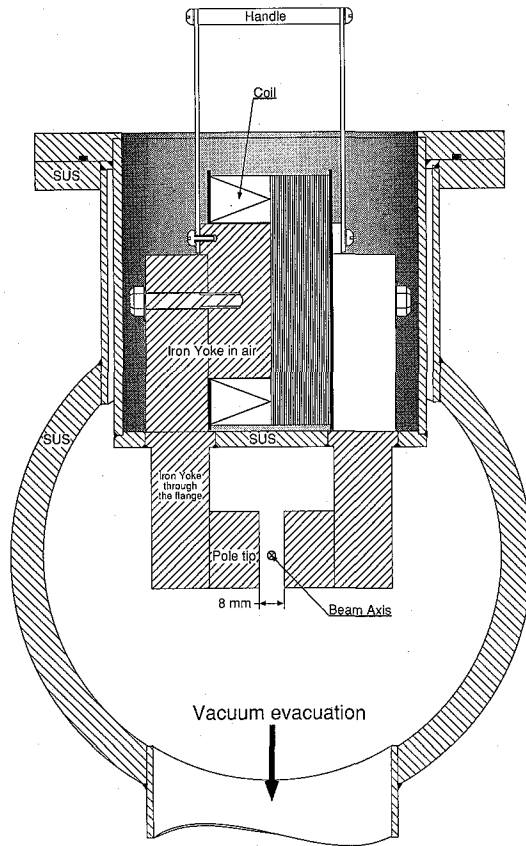 Handle
Coil
SUS
Iron Yoke in air
SUS
SUS
Iron Yoke
through
the flange
Pole tip
8 mm
Beam Axis
Vacuum evacuation